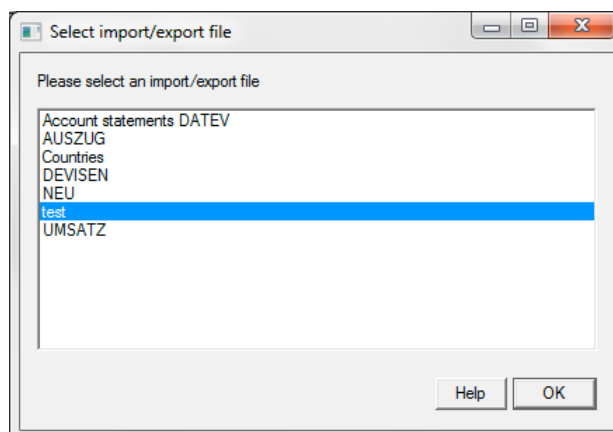 Select import/export file
Please select an import/export file
Account statements DATEV
AUSZUG
Countries
DEVISEN
NEU
test
UMSATZ
Help OK